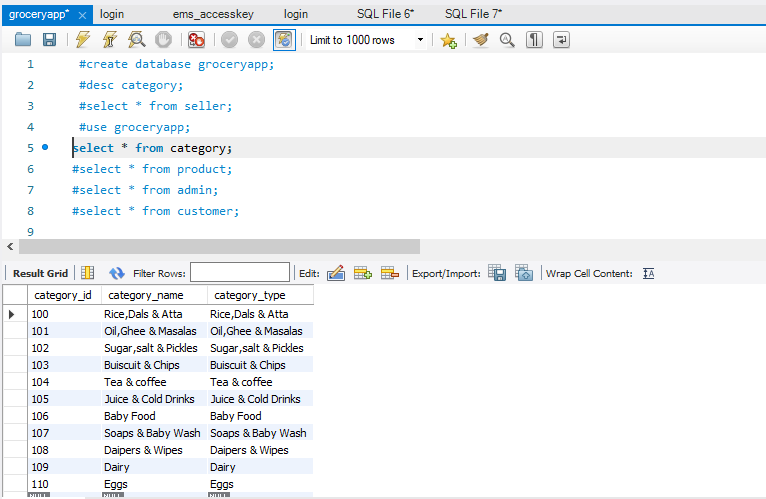 groceryapp* × login ems_accesskey login SQL File 6* SQL File 7*
Limit to 1000 rows
1 #create database groceryapp;
2 #desc category;
3 #select * from seller;
4 #use groceryapp;
5 select * from category;
6 #select * from product;
7 #select * from admin;
8 #select * from customer;
9
Result Grid Filter Rows: Edit: Export/Import: Wrap Cell Content:
category_id category_name category_type
100 Rice,Dals & Atta Rice,Dals & Atta
101 Oil,Ghee & Masalas Oil,Ghee & Masalas
102 Sugar,salt & Pickles Sugar,salt & Pickles
103 Buiscuit & Chips Buiscuit & Chips
104 Tea & coffee Tea & coffee
105 Juice & Cold Drinks Juice & Cold Drinks
106 Baby Food Baby Food
107 Soaps & Baby Wash Soaps & Baby Wash
108 Daipers & Wipes Daipers & Wipes
109 Dairy Dairy
110 Eggs Eggs
NULL NULL NULL